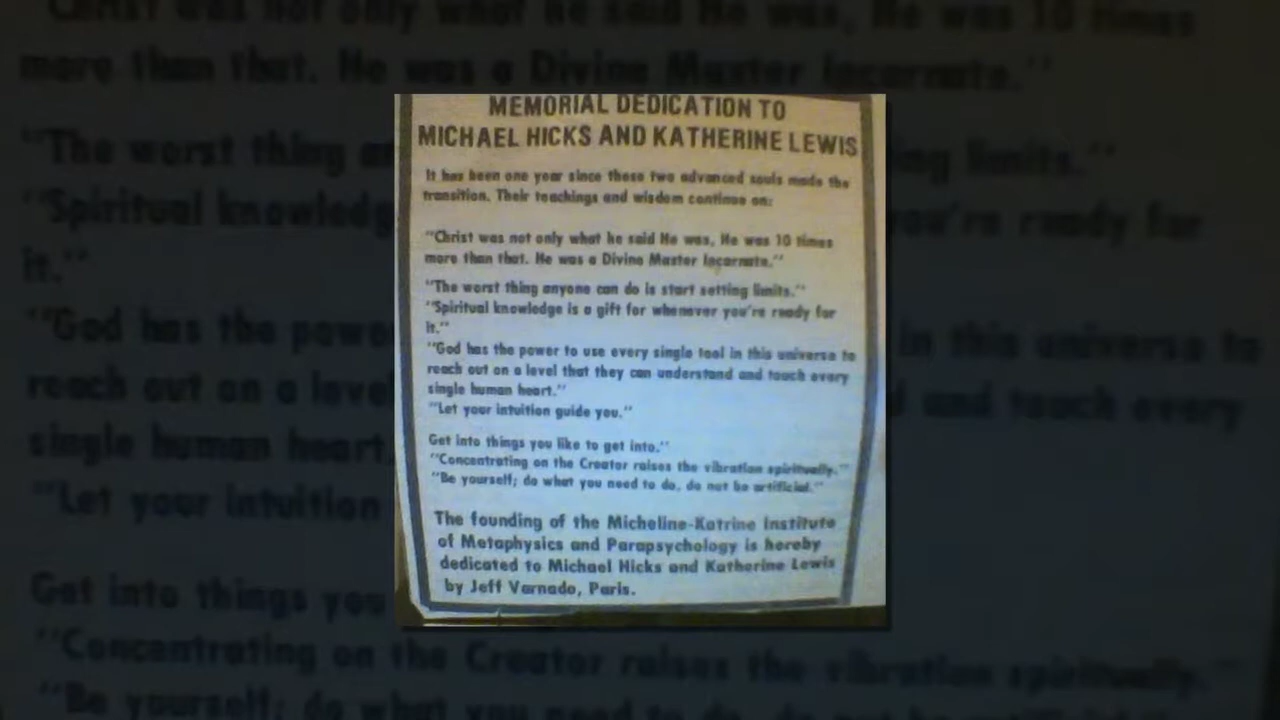 MEMORIAL DEDICATION TO
MICHAEL HICKS AND KATHERINE LEWIS
It has been one year since these two advanced souls made the
transition. Their teachings and wisdom continue on:
"Christ was not only what he said He was, He was 10 times
more than that. He was a Divine Master Incarnate."
"The worst thing anyone can do is start setting limits."
"Spiritual knowledge is a gift for whenever you're ready for
it."
"God has the power to use every single tool in this universe to
reach out on a level that they can understand and touch every
single human heart."
"Let your intuition guide you."
Get into things you like to get into."
"Concentrating on the Creator raises the vibration spiritually."
"Be yourself; do what you need to do, do not be artificial."
The founding of the Micheline-Katrine Institute
of Metaphysics and Parapsychology is hereby
dedicated to Michael Hicks and Katherine Lewis
by Jeff Varnado, Paris.